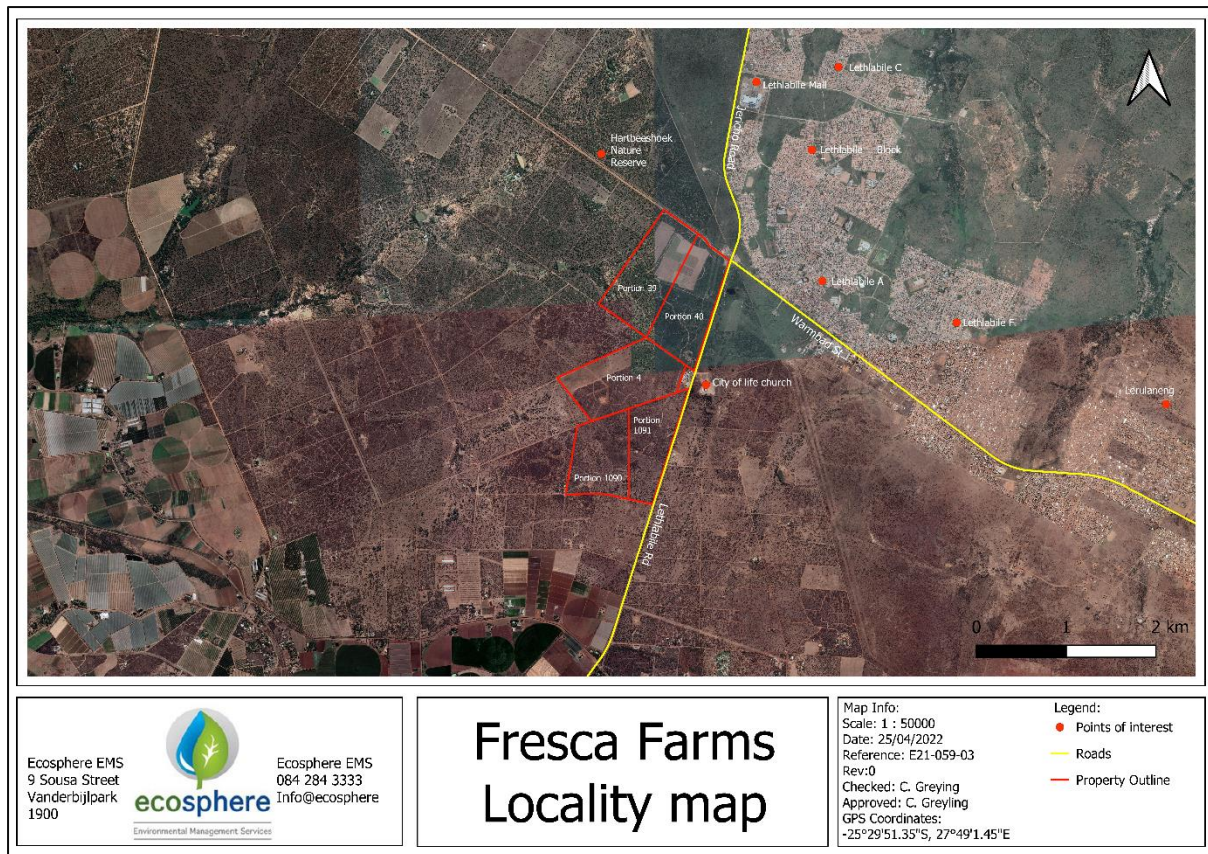 Lethlabile C
Lethlabile Mall
Jericho Road
Hartbeeshoek
Nature
Reserve
Lethlabile - Block
Lethlabile A
Portion 39
Portion 40
Lethlabile F.
Warmbad St
Portion 4
City of life church
Lerulaneng
Portion
1091
Portion 1090
Lethlabile Rd
0 1 2 km
Ecosphere EMS
9 Sousa Street
Vanderbijlpark
1900
ecosphere
Environmental Management Services
Ecosphere EMS
084 284 3333
Info@ecosphere
Fresca Farms
Locality map
Map Info:
Scale: 1 : 50000
Date: 25/04/2022
Reference: E21-059-03
Rev:0
Checked: C. Greying
Approved: C. Greyling
GPS Coordinates:
-25°29'51.35"S, 27°49'1.45"E
Legend:
Points of interest
Roads
Property Outline